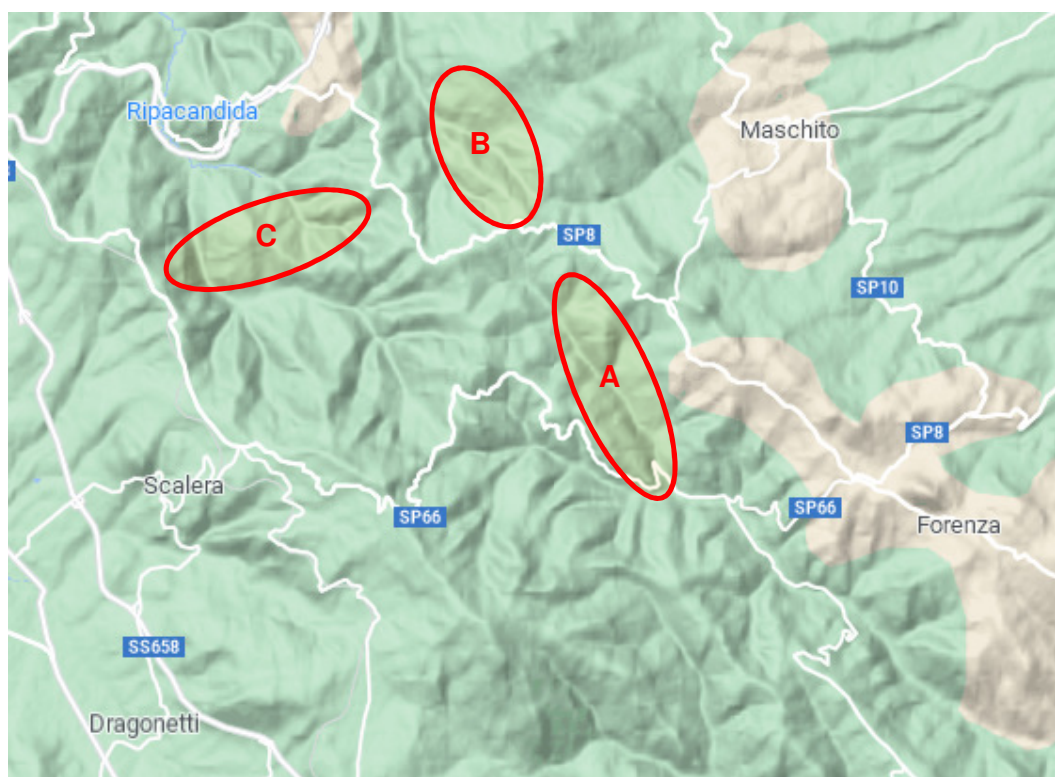 Ripacandida
B
Maschito
C
SP8
SP10
A
SP8
Scalera
SP66
SP66
Forenza
SS658
Dragonetti